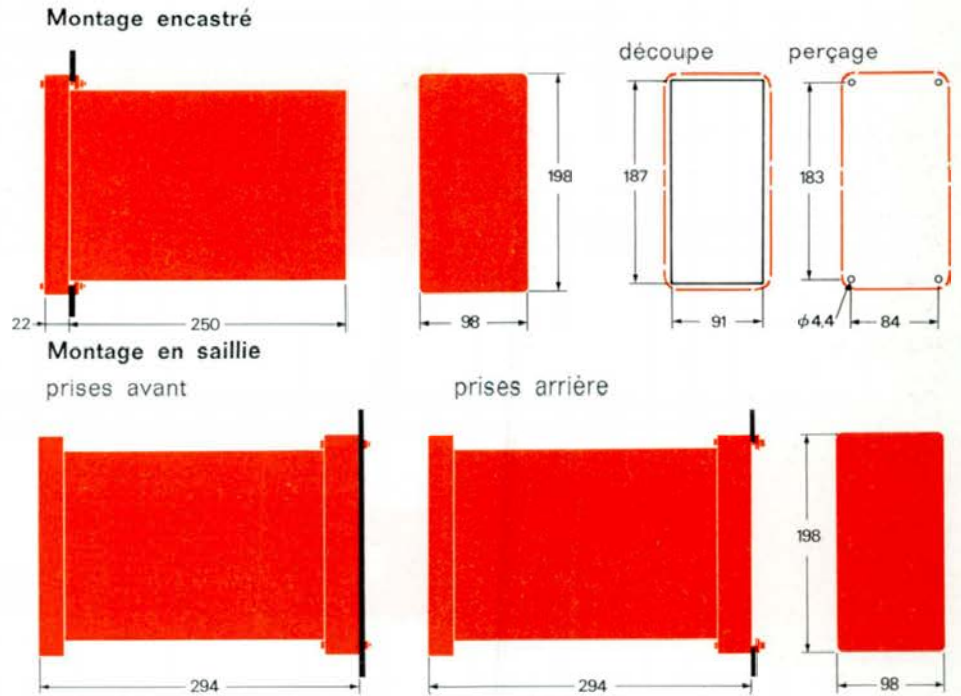 Montage encastré
découpe perçage
198
187
183
22 250
98
91
φ4,4 84
Montage en saillie
prises avant prises arrière
198
294
294
98